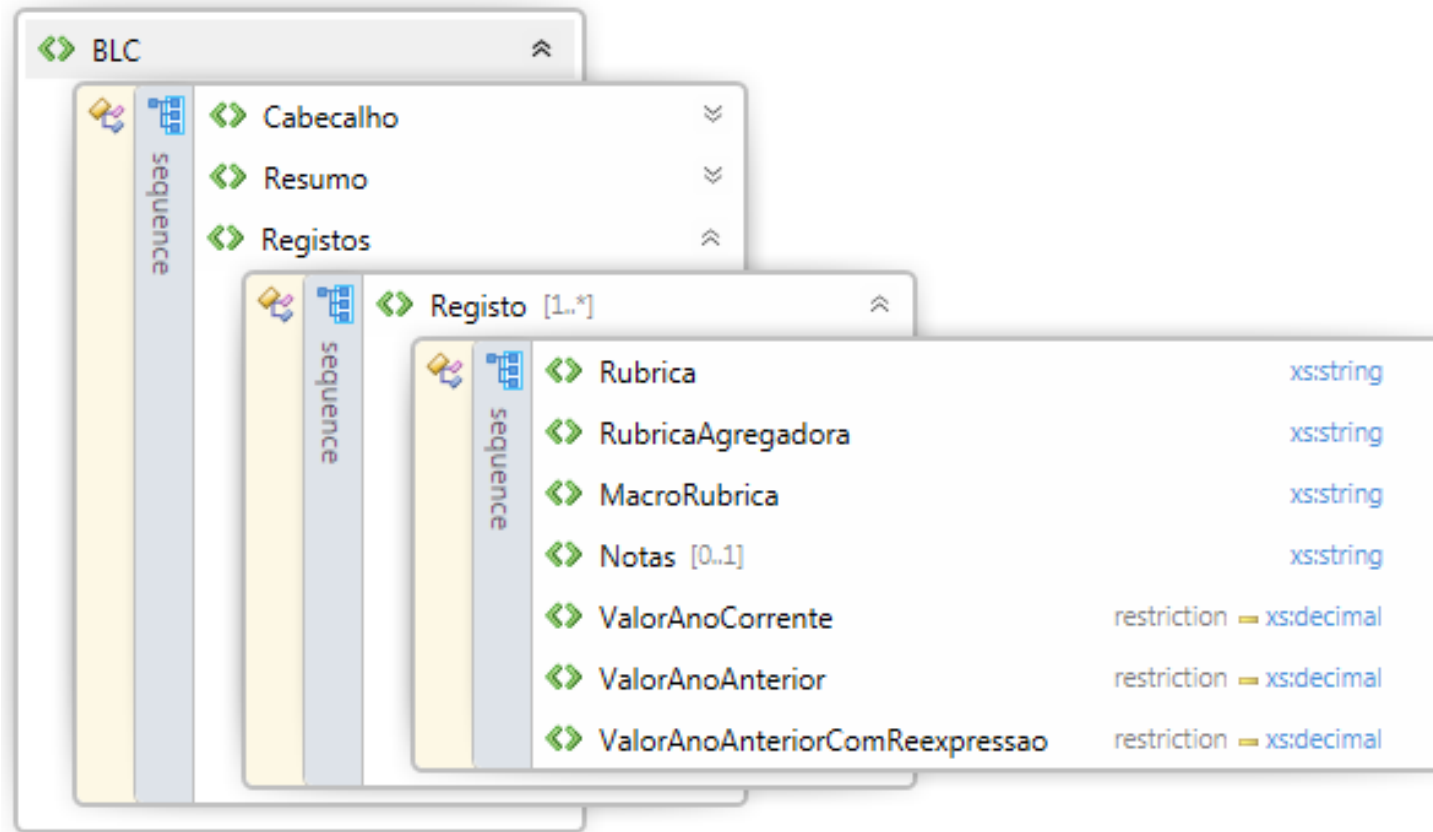 BLC
sequence
Cabecalho
Resumo
Registos
sequence
Registo [1..*]
sequence
Rubrica xs:string
RubricaAgregadora xs:string
MacroRubrica xs:string
Notas [0..1] xs:string
ValorAnoCorrente restriction xs:decimal
ValorAnoAnterior restriction xs:decimal
ValorAnoAnteriorComReexpressao restriction xs:decimal